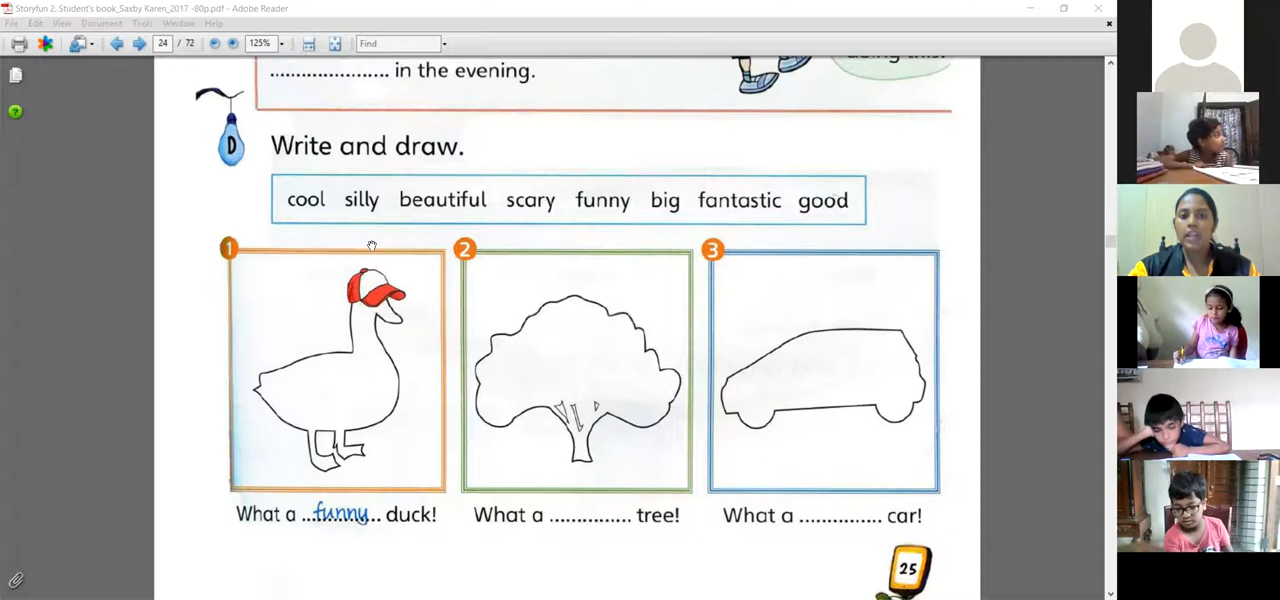 Storyfun 2. Student's book_Saxby Karen_2017 -80p.pdf - Adobe Reader
File Edit View Document Tools Window Help
24 / 72 125% Find
.................... in the evening.
doing this.
D Write and draw.
cool silly beautiful scary funny big fantastic good
1 2 3
What a ...funny... duck!
What a ............... tree!
What a ............... car!
25